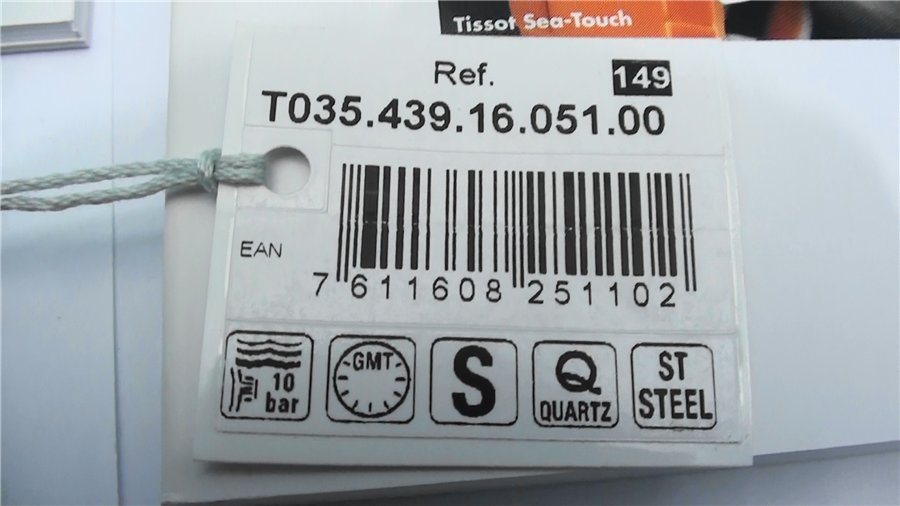 Tissot Sea-Touch
Ref. 149
T035.439.16.051.00
EAN
7 611608 251102
10
bar
GMT
S
Q
QUARTZ
ST
STEEL